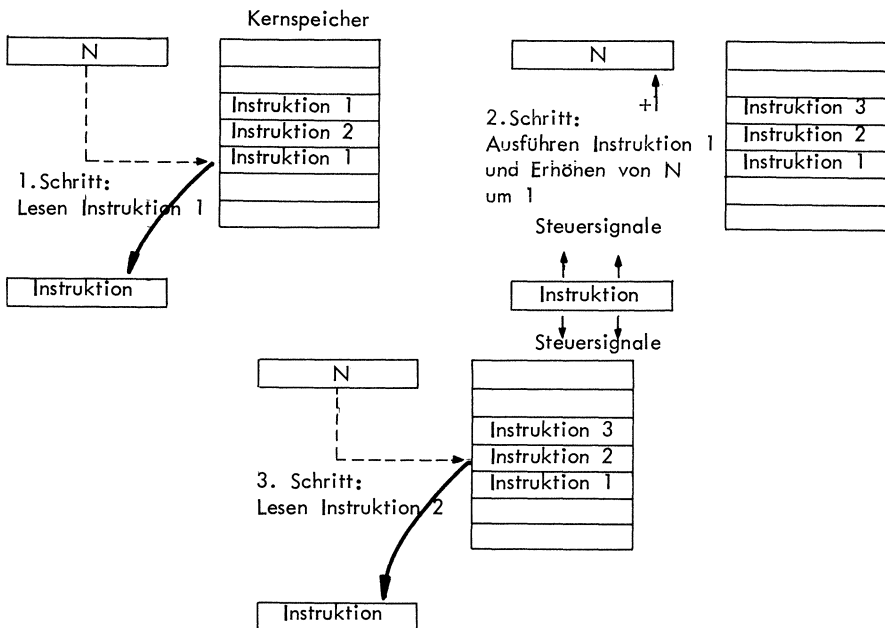 Kernspeicher
N
Instruktion 1
Instruktion 2
Instruktion 1
1.Schritt:
Lesen Instruktion 1
Instruktion
N
+1
2.Schritt:
Ausführen Instruktion 1
und Erhöhen von N
um 1
Instruktion 3
Instruktion 2
Instruktion 1
Steuersignale
Instruktion
Steuersignale
N
Instruktion 3
Instruktion 2
Instruktion 1
3. Schritt:
Lesen Instruktion 2
Instruktion